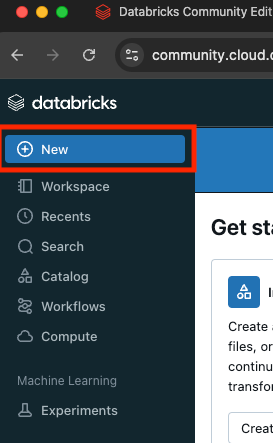 Databricks Community Edit
community.cloud.
databricks
New
Workspace
Recents
Search
Catalog
Workflows
Compute
Machine Learning
Experiments
Get sta
Create a
files, or
continu
transfo
Creat